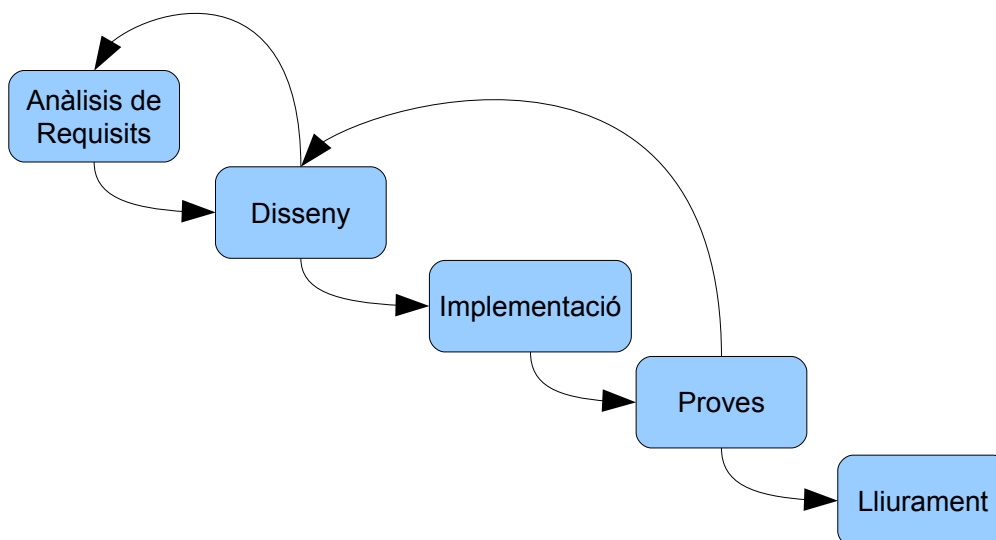 Anàlisis de
Requisits
Disseny
Implementació
Proves
Lliurament